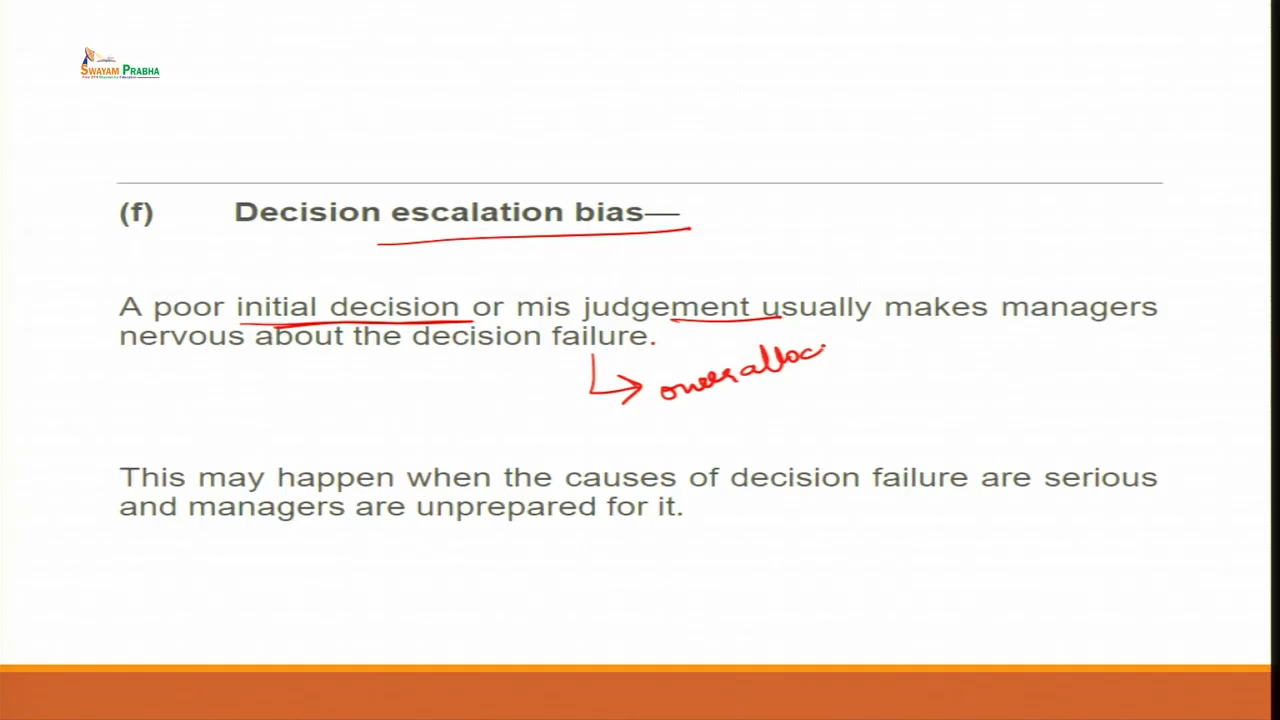 SWAYAM PRABHA
(f) Decision escalation bias—
A poor initial decision or mis judgement usually makes managers
nervous about the decision failure.
This may happen when the causes of decision failure are serious
and managers are unprepared for it.